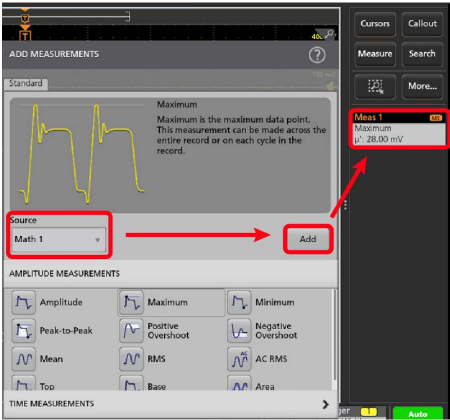 Cursors
Callout
ADD MEASUREMENTS
?
Measure
Search
Standard
More...
Maximum
Maximum is the maximum data point.
This measurement can be made across the
entire record or on each cycle in the
record.
Meas 1
M1
Maximum
µ': 28.00 mV
Source
Math 1
Add
AMPLITUDE MEASUREMENTS
Amplitude
Maximum
Minimum
Peak-to-Peak
Positive
Overshoot
Negative
Overshoot
Mean
RMS
AC RMS
Top
Base
Area
TIME MEASUREMENTS
Auto